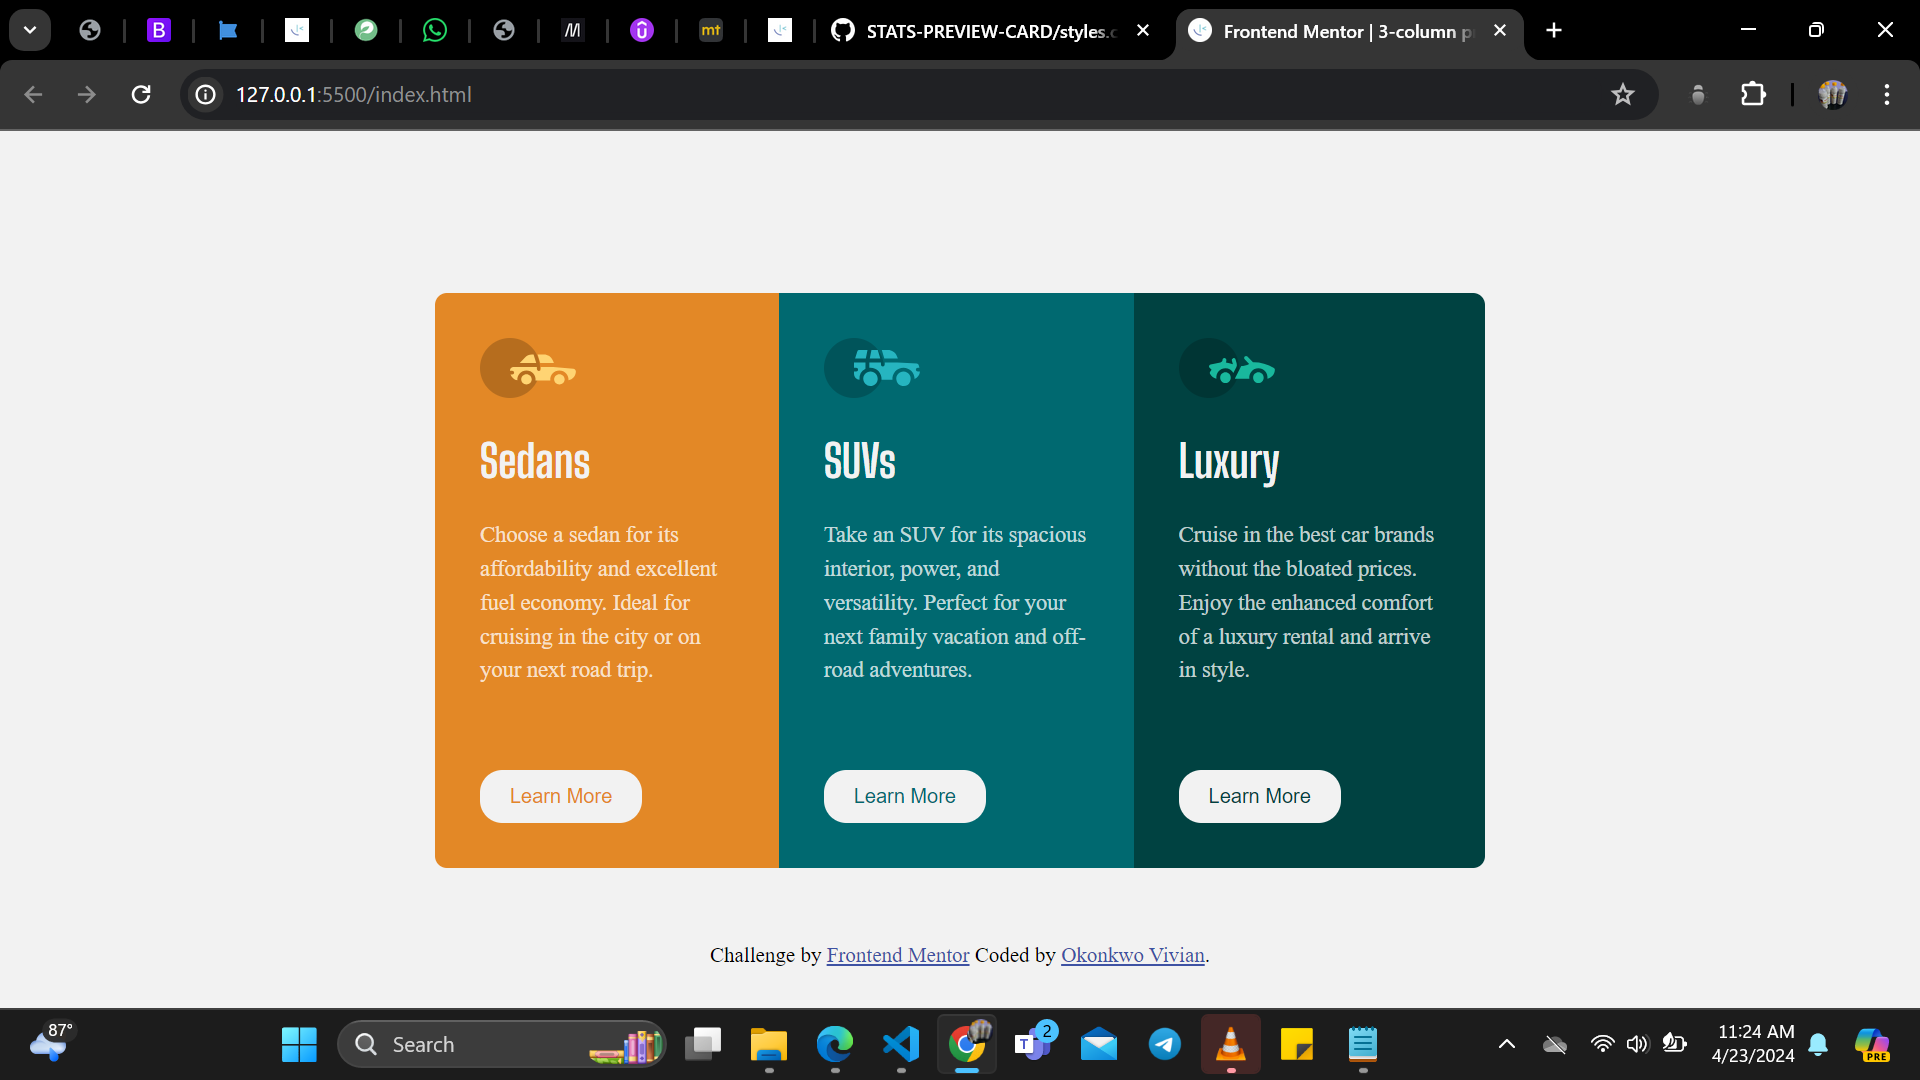 STATS-PREVIEW-CARD/styles.c
Frontend Mentor | 3-column p
B
mt
127.0.0.1:5500/index.html
Sedans
Choose a sedan for its
affordability and excellent
fuel economy. Ideal for
cruising in the city or on
your next road trip.
Learn More
SUVs
Take an SUV for its spacious
interior, power, and
versatility. Perfect for your
next family vacation and off-
road adventures.
Learn More
Luxury
Cruise in the best car brands
without the bloated prices.
Enjoy the enhanced comfort
of a luxury rental and arrive
in style.
Learn More
Challenge by Frontend Mentor Coded by Okonkwo Vivian.
87°
Search
T
2
11:24 AM
4/23/2024
PRE